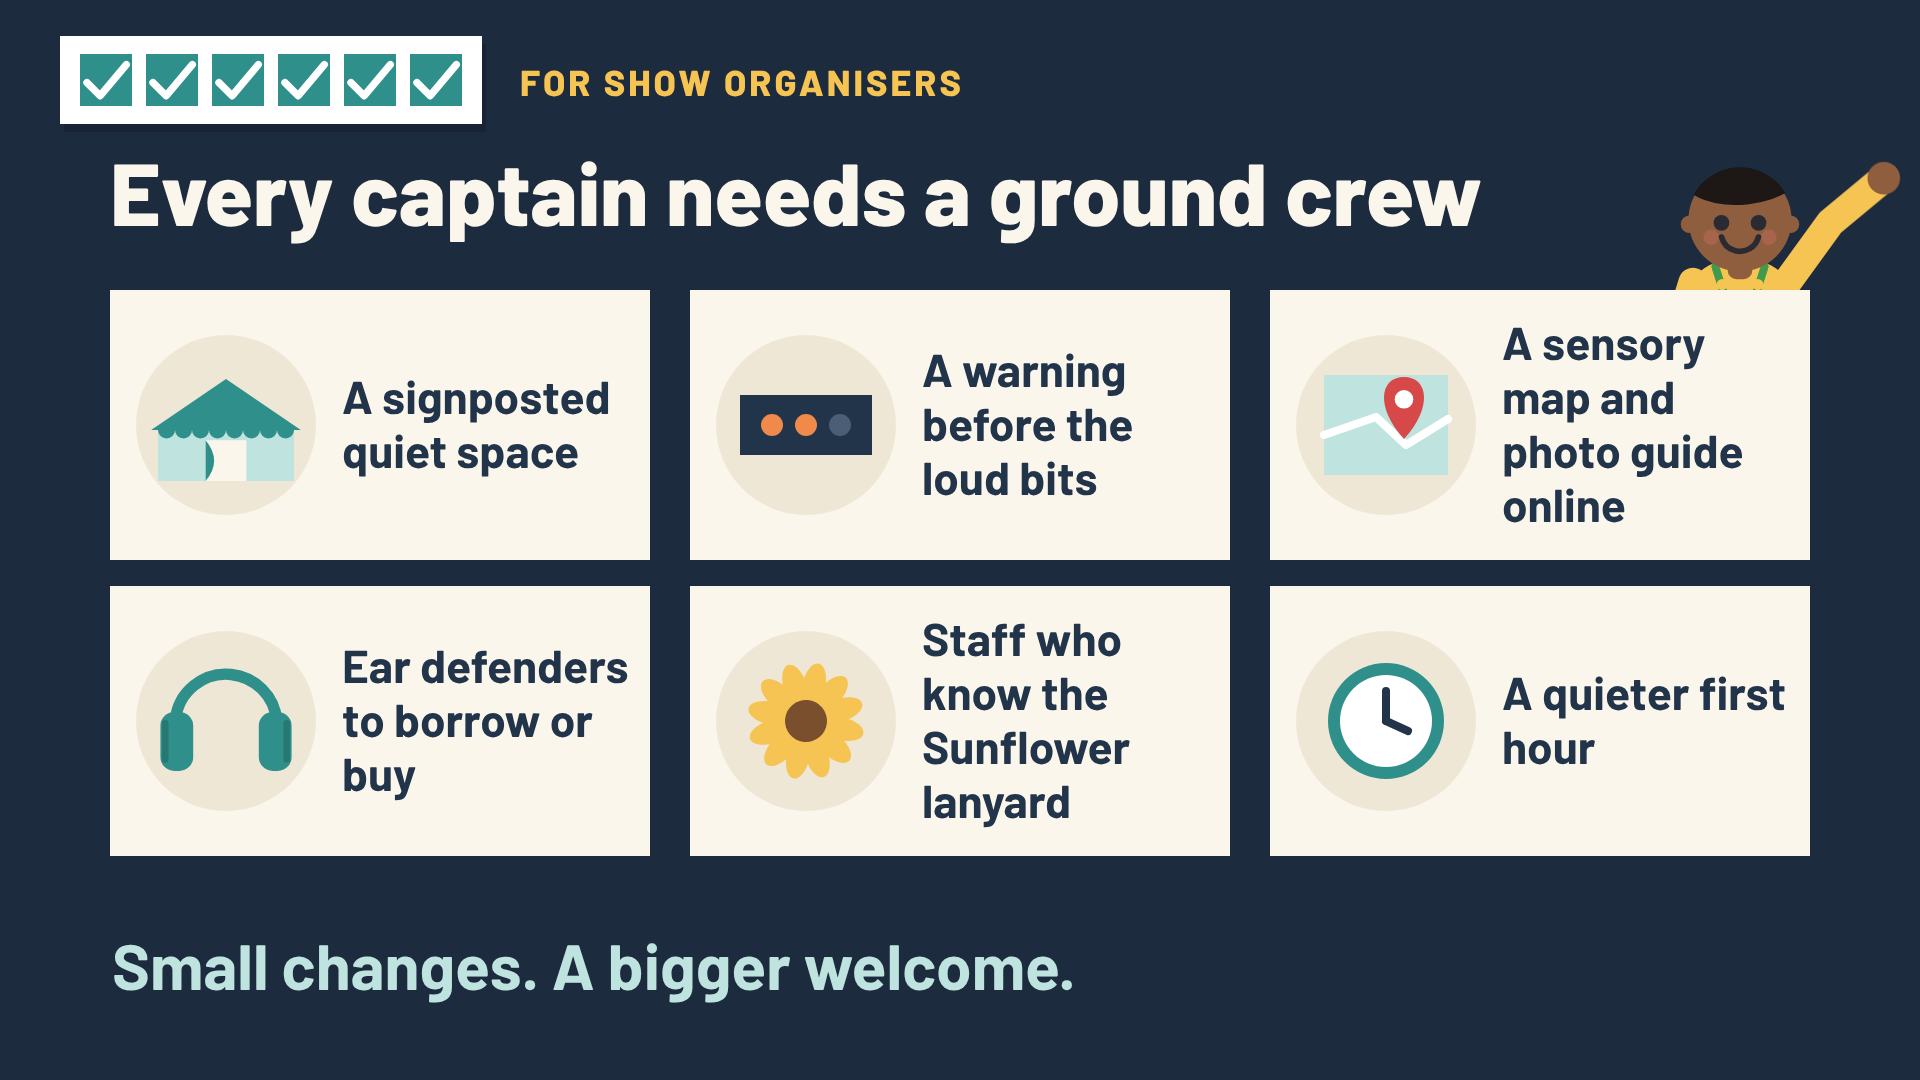 FOR SHOW ORGANISERS
Every captain needs a ground crew
A signposted
quiet space
A warning
before the
loud bits
A sensory
map and
photo guide
online
Ear defenders
to borrow or
buy
Staff who
know the
Sunflower
lanyard
A quieter first
hour
Small changes. A bigger welcome.